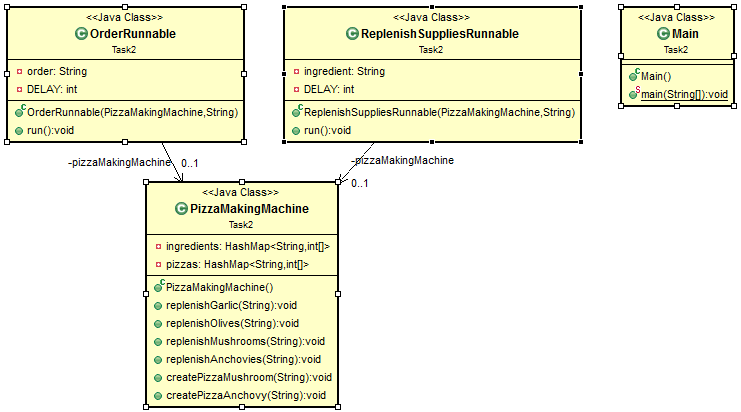 <<Java Class>>
OrderRunnable
Task2
order: String
DELAY: int
OrderRunnable(PizzaMakingMachine,String)
run():void
<<Java Class>>
ReplenishSuppliesRunnable
Task2
ingredient: String
DELAY: int
ReplenishSuppliesRunnable(PizzaMakingMachine,String)
run():void
<<Java Class>>
Main
Task2
Main()
main(String[]):void
-pizzaMakingMachine
0..1
-pizzaMakingMachine
0..1
<<Java Class>>
PizzaMakingMachine
Task2
ingredients: HashMap<String,int[]>
pizzas: HashMap<String,int[]>
PizzaMakingMachine()
replenishGarlic(String):void
replenishOlives(String):void
replenishMushrooms(String):void
replenishAnchovies(String):void
createPizzaMushroom(String):void
createPizzaAnchovy(String):void